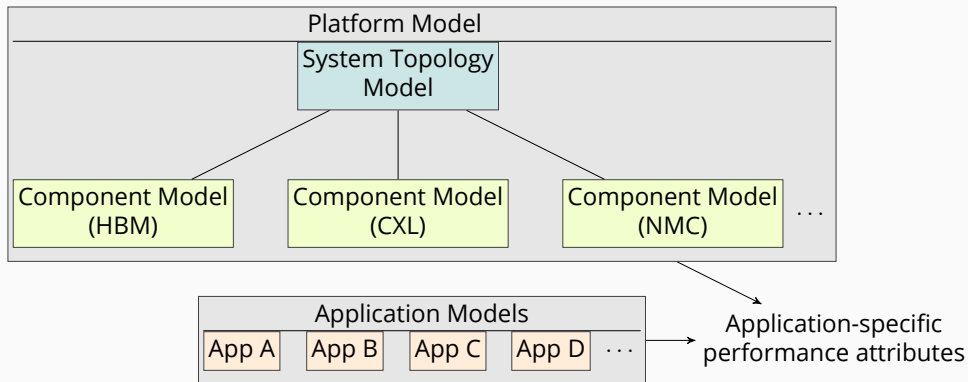 Platform Model
System Topology
Model
Component Model
(HBM)
Component Model
(CXL)
Component Model
(NMC)
...
Application Models
App A
App B
App C
App D
...
Application-specific
performance attributes